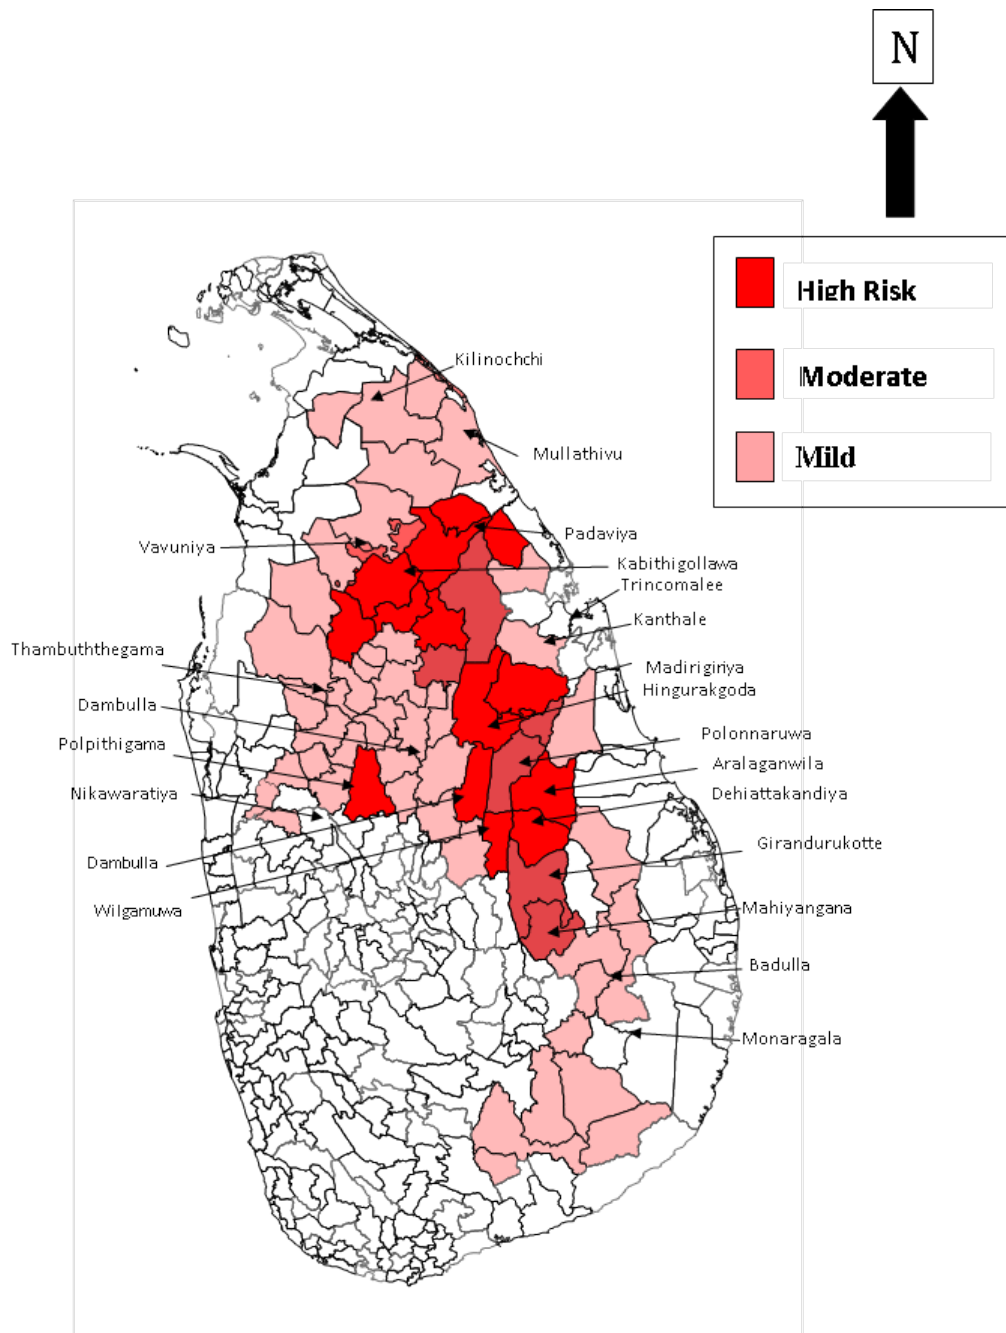 N
High Risk
Moderate
Mild
Kilinochchi
Mullathivu
Padaviya
Vavuniya
Kabithigollawa
Trincomalee
Kanthale
Thambuththegama
Madirigiriya
Hingurakgoda
Dambulla
Polonnaruwa
Polpithigama
Aralaganwila
Nikawaratiya
Dehiattakandiya
Girandurukotte
Dambulla
Wilgamuwa
Mahiyangana
Badulla
Monaragala